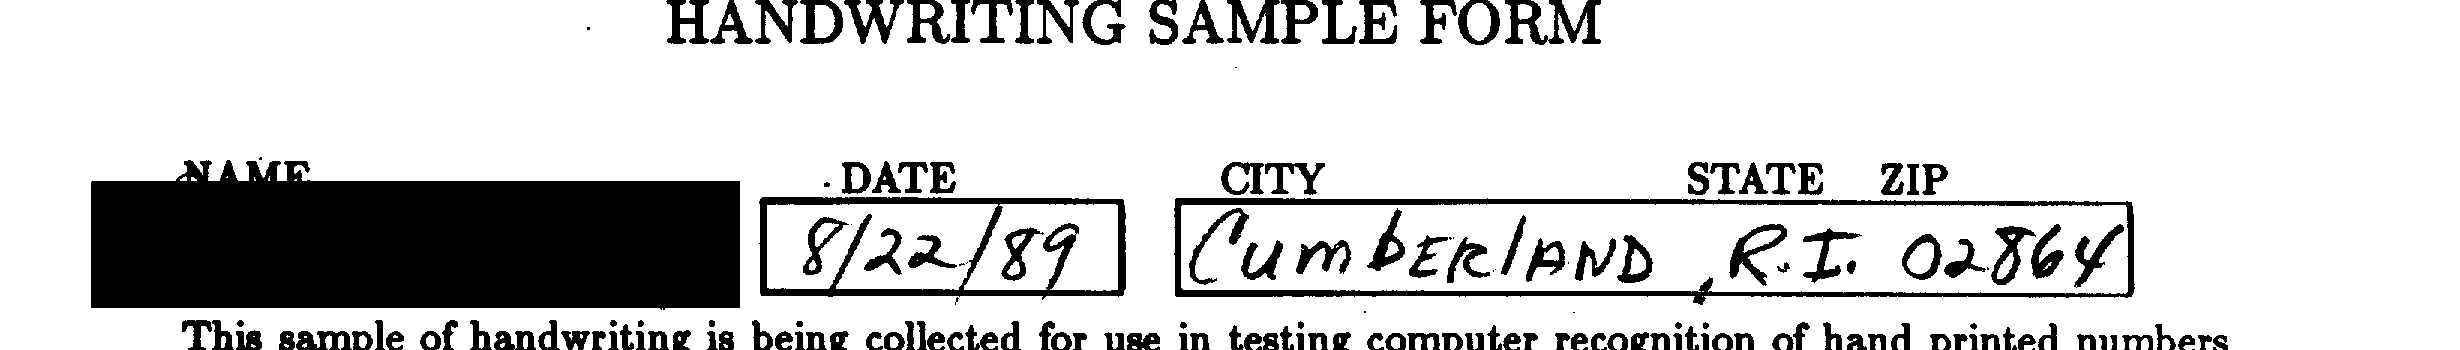 HANDWRITING SAMPLE FORM
NAME DATE CITY STATE ZIP
8/22/89 CumbERlAND, R.I. 02864
This sample of handwriting is being collected for use in testing computer recognition of hand printed numbers